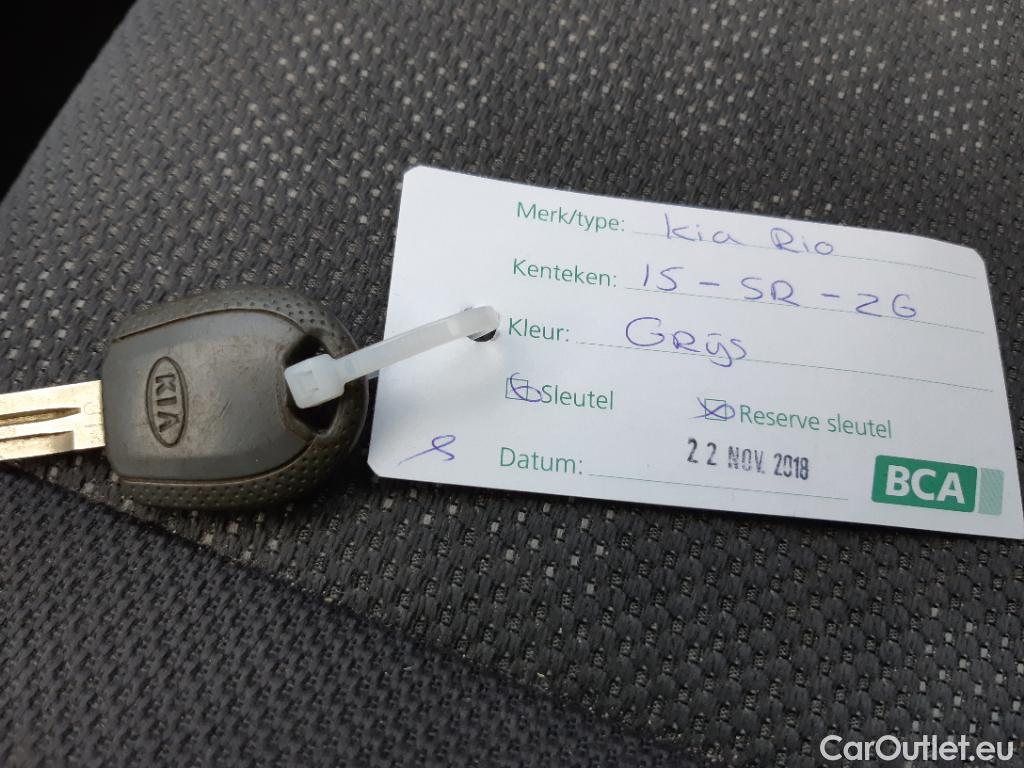 KIA
Merk/type: Kia Rio
Kenteken: 15-SR-26
Kleur: Grijs
Sleutel Reserve sleutel
Datum: 22 NOV. 2018
BCA
CarOutlet.eu